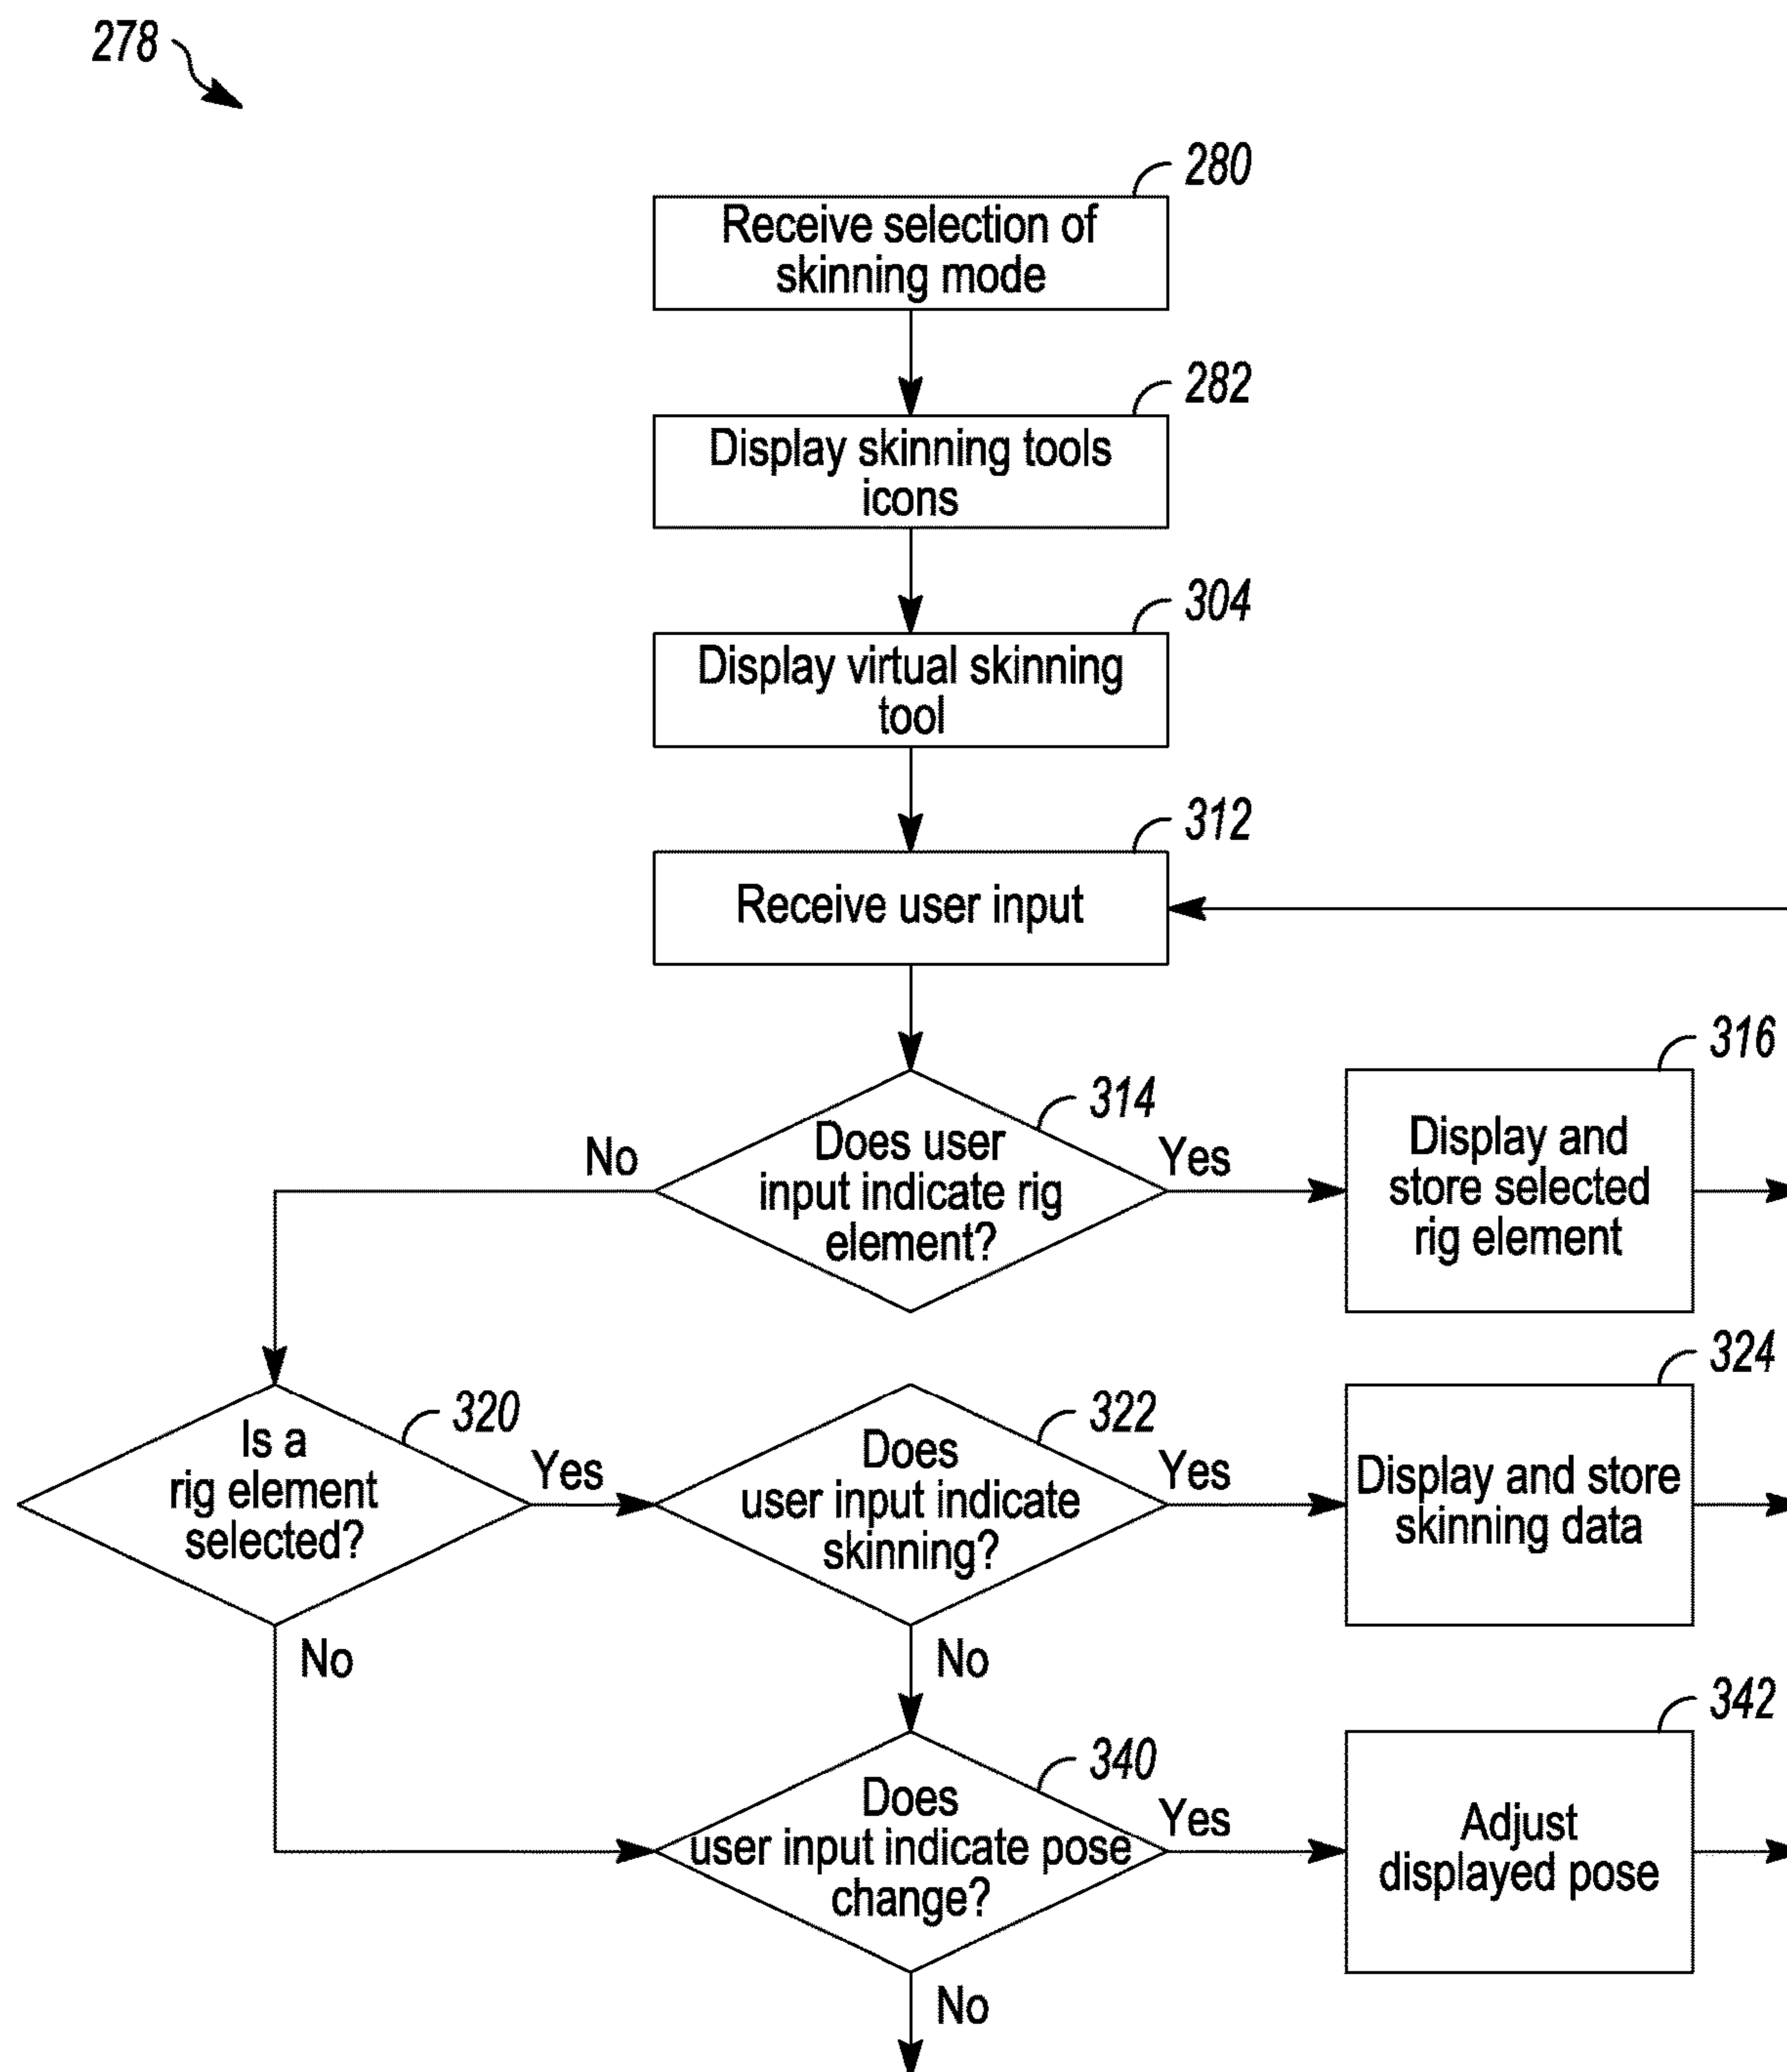 278
280
Receive selection of
skinning mode
282
Display skinning tools
icons
304
Display virtual skinning
tool
312
Receive user input
314
Does user
input indicate rig
element?
No
Yes
316
Display and
store selected
rig element
320
Is a
rig element
selected?
Yes
No
322
Does
user input indicate
skinning?
Yes
No
324
Display and store
skinning data
340
Does
user input indicate pose
change?
Yes
No
342
Adjust
displayed pose